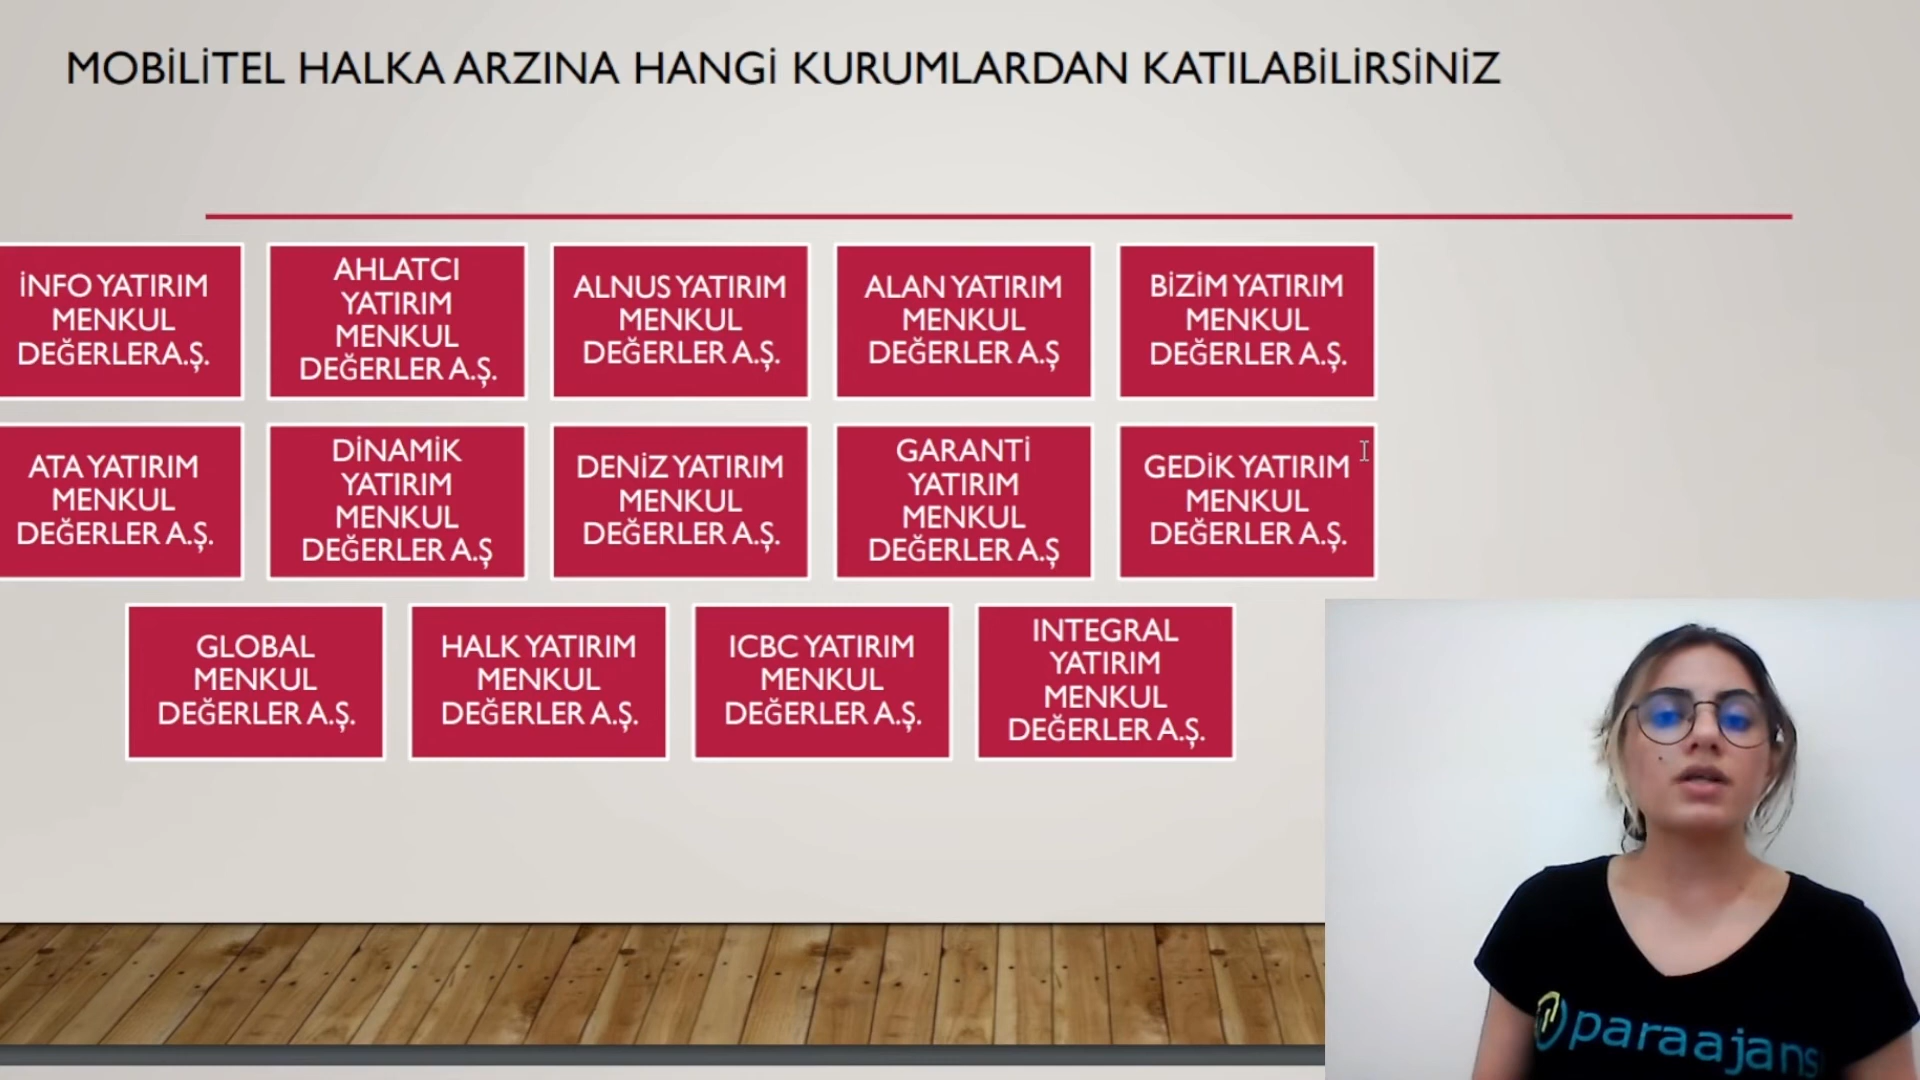 MOBİLİTEL HALKA ARZINA HANGİ KURUMLARDAN KATILABİLİRSİNİZ
İNFO YATIRIM
MENKUL
DEĞERLERA.Ş.
AHLATCI
YATIRIM
MENKUL
DEĞERLER A.Ş.
ALNUS YATIRIM
MENKUL
DEĞERLER A.Ş.
ALAN YATIRIM
MENKUL
DEĞERLER A.Ş
BİZİM YATIRIM
MENKUL
DEĞERLER A.Ş.
ATA YATIRIM
MENKUL
DEĞERLER A.Ş.
DİNAMİK
YATIRIM
MENKUL
DEĞERLER A.Ş
DENİZ YATIRIM
MENKUL
DEĞERLER A.Ş.
GARANTİ
YATIRIM
MENKUL
DEĞERLER A.Ş
GEDİK YATIRIM
MENKUL
DEĞERLER A.Ş.
GLOBAL
MENKUL
DEĞERLER A.Ş.
HALK YATIRIM
MENKUL
DEĞERLER A.Ş.
ICBC YATIRIM
MENKUL
DEĞERLER A.Ş.
INTEGRAL
YATIRIM
MENKUL
DEĞERLER A.Ş.
paraajans